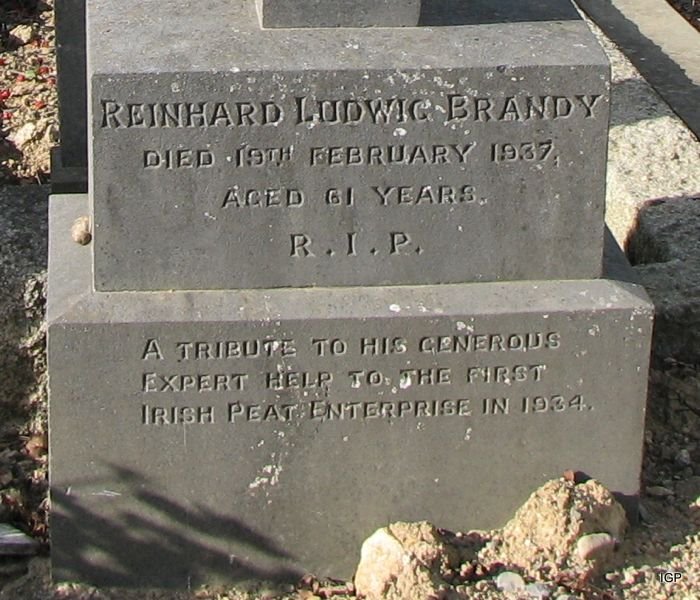 REINHARD LUDWIG BRANDY
DIED 19TH FEBRUARY 1937,
AGED 61 YEARS.
R.I.P.
A TRIBUTE TO HIS GENEROUS
EXPERT HELP TO THE FIRST
IRISH PEAT ENTERPRISE IN 1934.
IGP